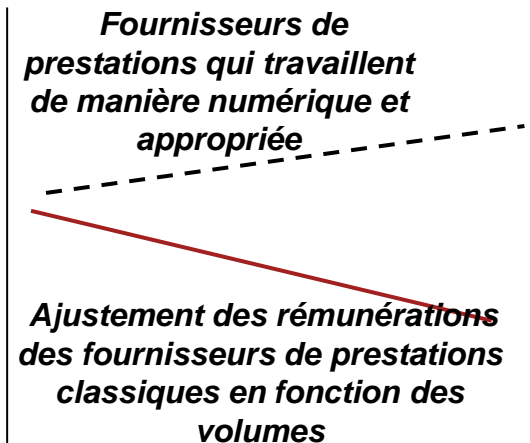 Fournisseurs de
prestations qui travaillent
de manière numérique et
appropriée
Ajustement des rémunérations
des fournisseurs de prestations
classiques en fonction des
volumes